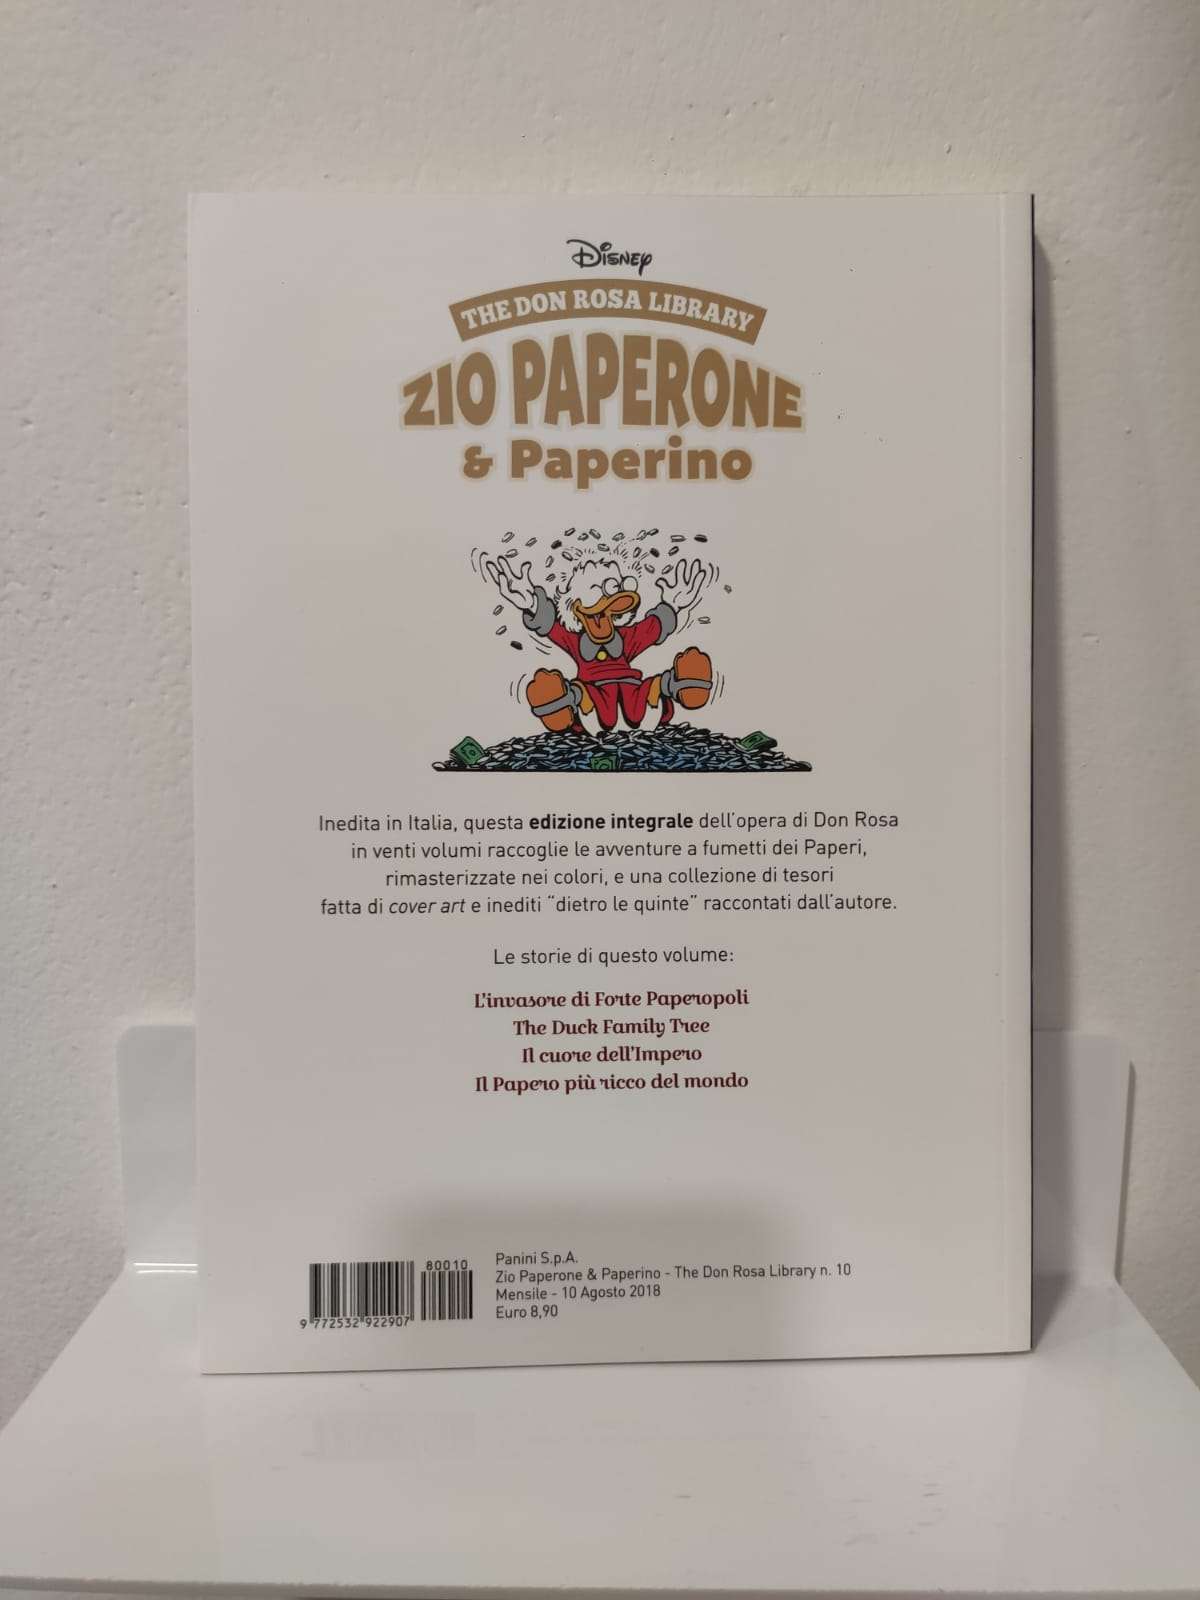 Disney
THE DON ROSA LIBRARY
ZIO PAPERONE
& Paperino
Inedita in Italia, questa edizione integrale dell'opera di Don Rosa
in venti volumi raccoglie le avventure a fumetti dei Paperi,
rimasterizzate nei colori, e una collezione di tesori
fatta di cover art e inediti "dietro le quinte" raccontati dall'autore.
Le storie di questo volume:
L'invasore di Forte Paperopoli
The Duck Family Tree
Il cuore dell'Impero
Il Papero più ricco del mondo
80010
9 772532 922907
Panini S.p.A.
Zio Paperone & Paperino - The Don Rosa Library n. 10
Mensile - 10 Agosto 2018
Euro 8,90